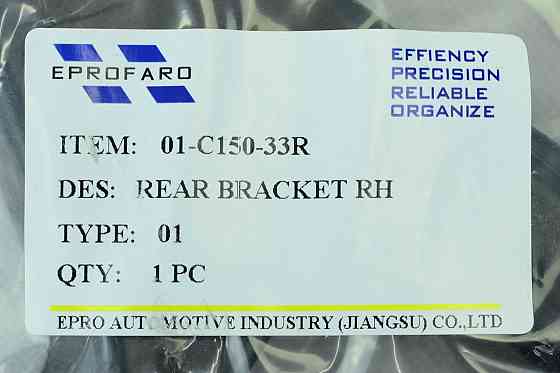 EPROFARO
EFFIENCY
PRECISION
RELIABLE
ORGANIZE
ITEM: 01-C150-33R
DES: REAR BRACKET RH
TYPE: 01
QTY: 1 PC
EPRO AUTOMOTIVE INDUSTRY (JIANGSU) CO.,LTD